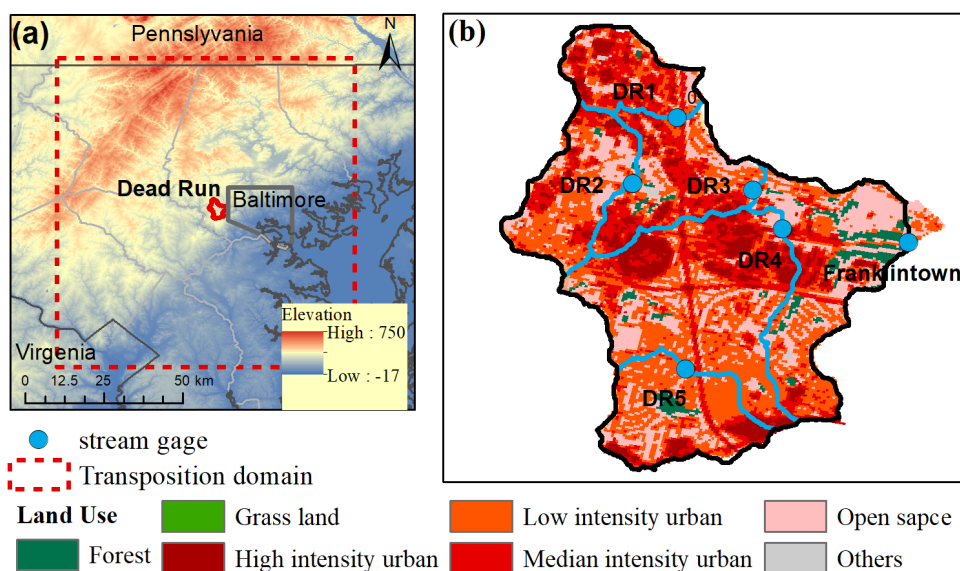 (a)
Pennslyvania
N
Dead Run
Baltimore
Virgenia
0 12.5 25 50 km
Elevation
High : 750
Low : -17
(b)
DR1
0
DR2
DR3
DR4
Franklintown
DR5
stream gage
Transposition domain
Land Use
Grass land
Low intensity urban
Open sapce
Forest
High intensity urban
Median intensity urban
Others